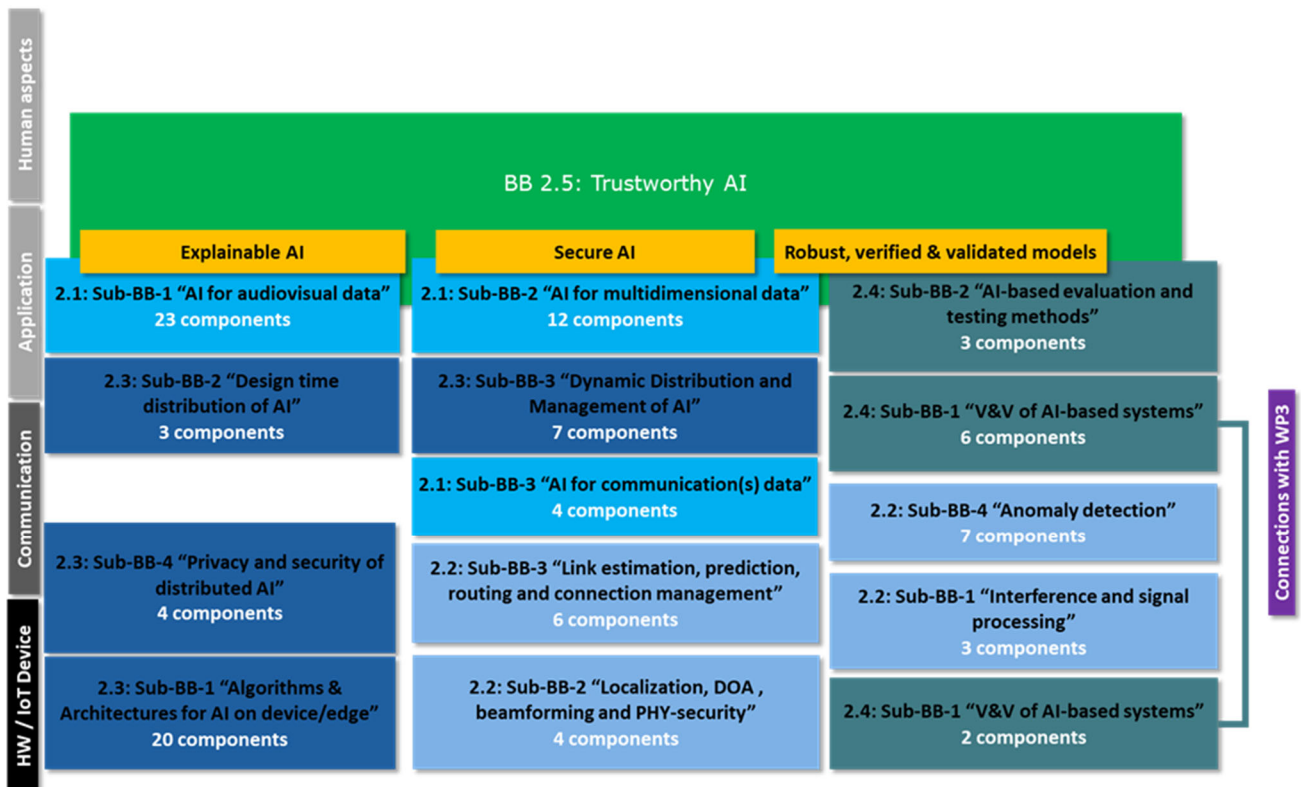 Human aspects
Application
Communication
HW / IoT Device
BB 2.5: Trustworthy AI
Explainable AI
Secure AI
Robust, verified & validated models
2.1: Sub-BB-1 “AI for audiovisual data”
23 components
2.3: Sub-BB-2 “Design time
distribution of AI”
3 components
2.3: Sub-BB-4 “Privacy and security of
distributed AI”
4 components
2.3: Sub-BB-1 “Algorithms &
Architectures for AI on device/edge”
20 components
2.1: Sub-BB-2 “AI for multidimensional data”
12 components
2.3: Sub-BB-3 “Dynamic Distribution and
Management of AI”
7 components
2.1: Sub-BB-3 “AI for communication(s) data”
4 components
2.2: Sub-BB-3 “Link estimation, prediction,
routing and connection management”
6 components
2.2: Sub-BB-2 “Localization, DOA ,
beamforming and PHY-security”
4 components
2.4: Sub-BB-2 “AI-based evaluation and
testing methods”
3 components
2.4: Sub-BB-1 “V&V of AI-based systems”
6 components
2.2: Sub-BB-4 “Anomaly detection”
7 components
2.2: Sub-BB-1 “Interference and signal
processing”
3 components
2.4: Sub-BB-1 “V&V of AI-based systems”
2 components
Connections with WP3